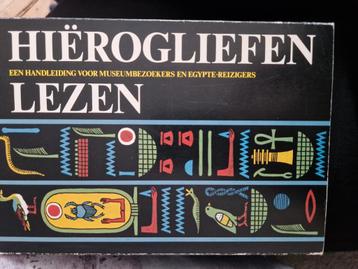 HIËROGLIEFEN
EEN HANDLEIDING VOOR MUSEUMBEZOEKERS EN EGYPTE-REIZIGERS
LEZEN